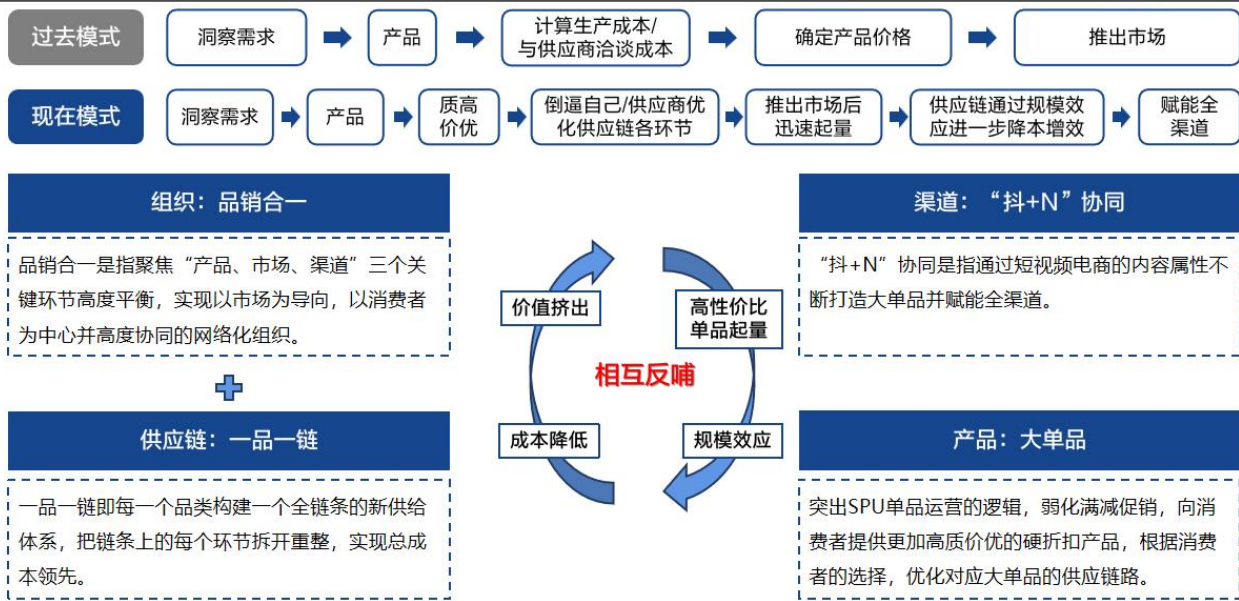 过去模式
洞察需求
产品
计算生产成本/
与供应商洽谈成本
确定产品价格
推出市场
现在模式
洞察需求
产品
质高
价优
倒逼自己/供应商优
化供应链各环节
推出市场后
迅速起量
供应链通过规模效
应进一步降本增效
赋能全
渠道
组织：品销合一
品销合一是指聚焦“产品、市场、渠道”三个关
键环节高度平衡，实现以市场为导向，以消费者
为中心并高度协同的网络化组织。
供应链：一品一链
一品一链即每一个品类构建一个全链条的新供给
体系，把链条上的每个环节拆开重整，实现总成
本领先。
价值挤出
高性价比
单品起量
相互反哺
成本降低
规模效应
渠道：“抖+N”协同
“抖+N”协同是指通过短视频电商的内容属性不
断打造大单品并赋能全渠道。
产品：大单品
突出SPU单品运营的逻辑，弱化满减促销，向消
费者提供更加高质价优的硬折扣产品，根据消费
者的选择，优化对应大单品的供应链路。